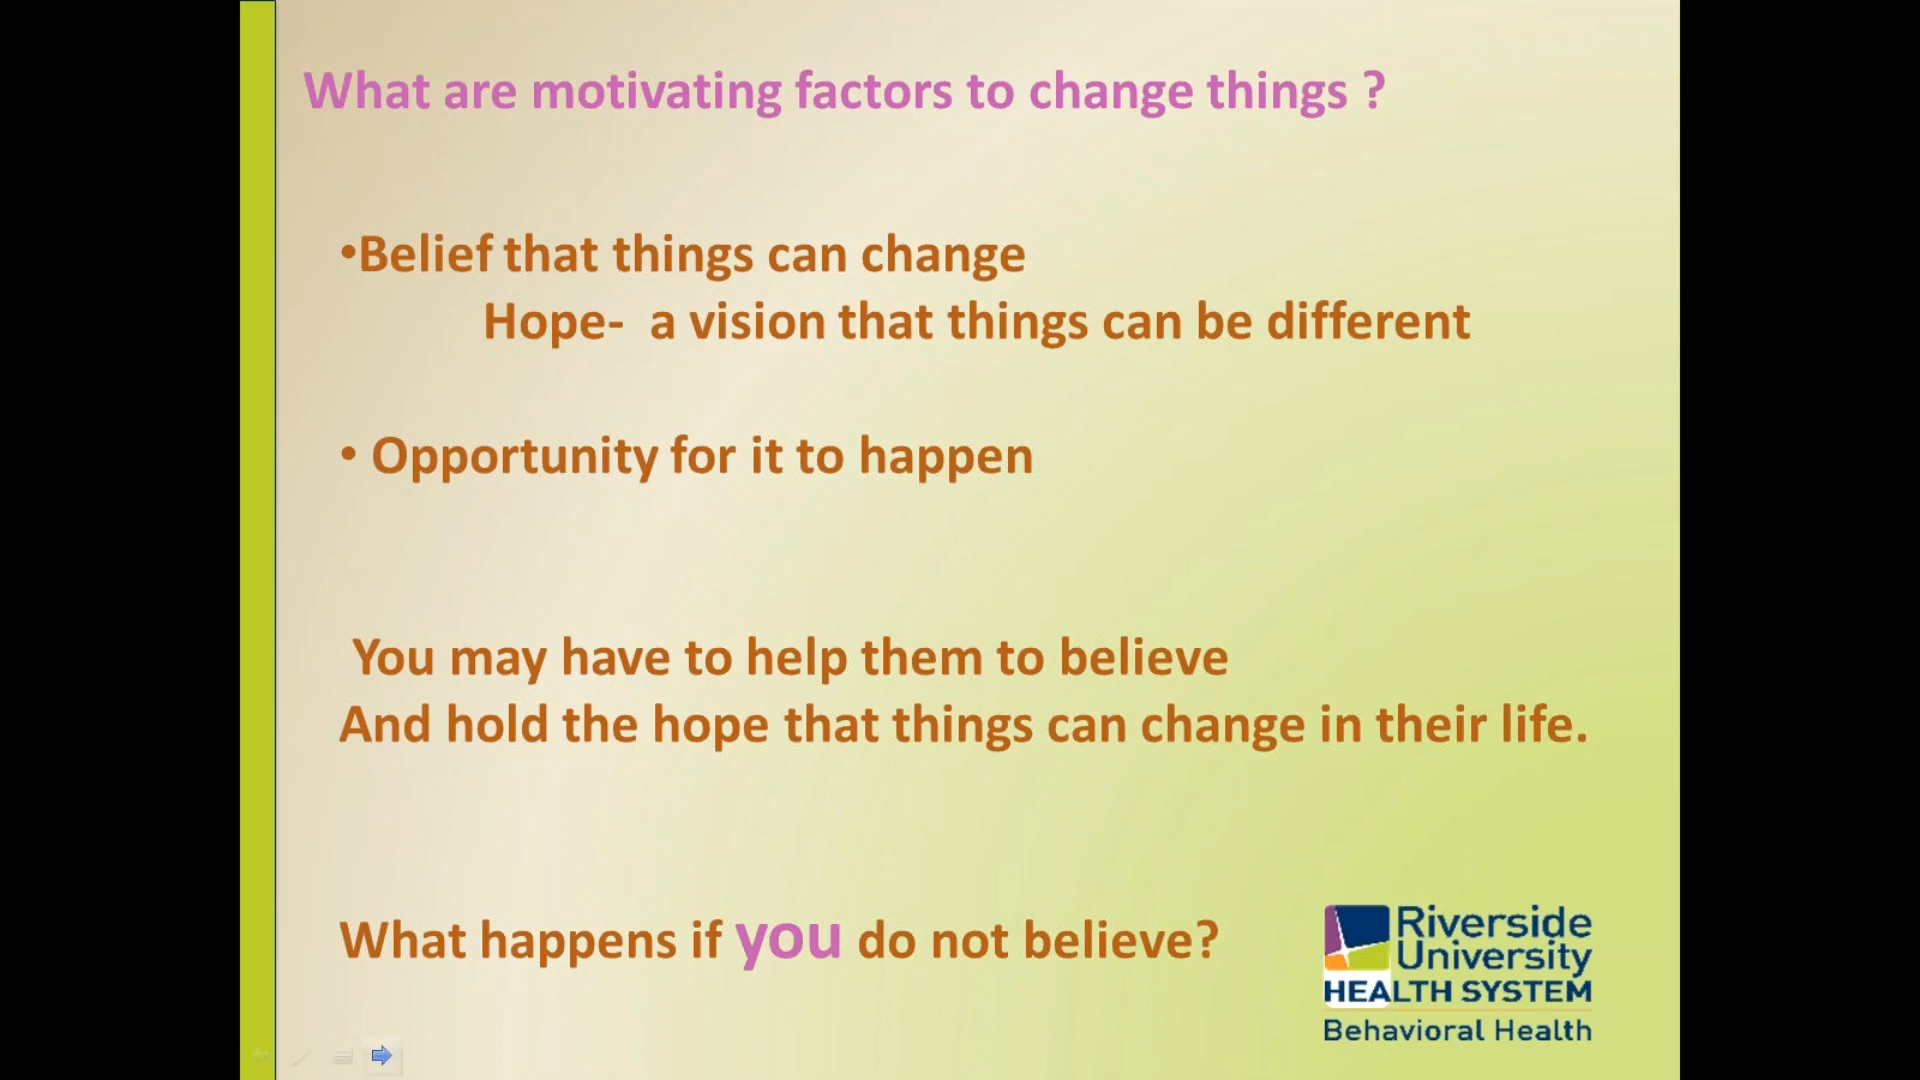 What are motivating factors to change things ?
•Belief that things can change
Hope-  a vision that things can be different
• Opportunity for it to happen
You may have to help them to believe
And hold the hope that things can change in their life.
What happens if you do not believe?
Riverside
University
HEALTH SYSTEM
Behavioral Health